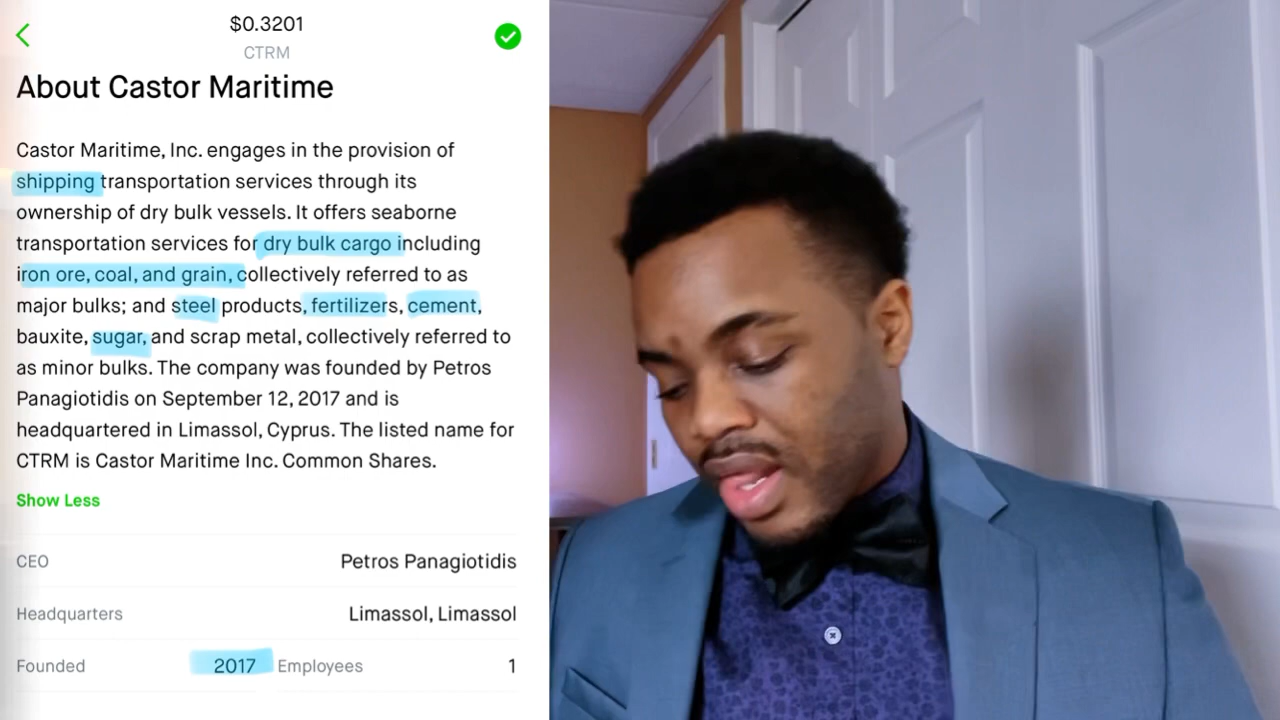 $0.3201
CTRM
About Castor Maritime
Castor Maritime, Inc. engages in the provision of
shipping transportation services through its
ownership of dry bulk vessels. It offers seaborne
transportation services for dry bulk cargo including
iron ore, coal, and grain, collectively referred to as
major bulks; and steel products, fertilizers, cement,
bauxite, sugar, and scrap metal, collectively referred to
as minor bulks. The company was founded by Petros
Panagiotidis on September 12, 2017 and is
headquartered in Limassol, Cyprus. The listed name for
CTRM is Castor Maritime Inc. Common Shares.
Show Less
CEO Petros Panagiotidis
Headquarters Limassol, Limassol
Founded 2017 Employees 1